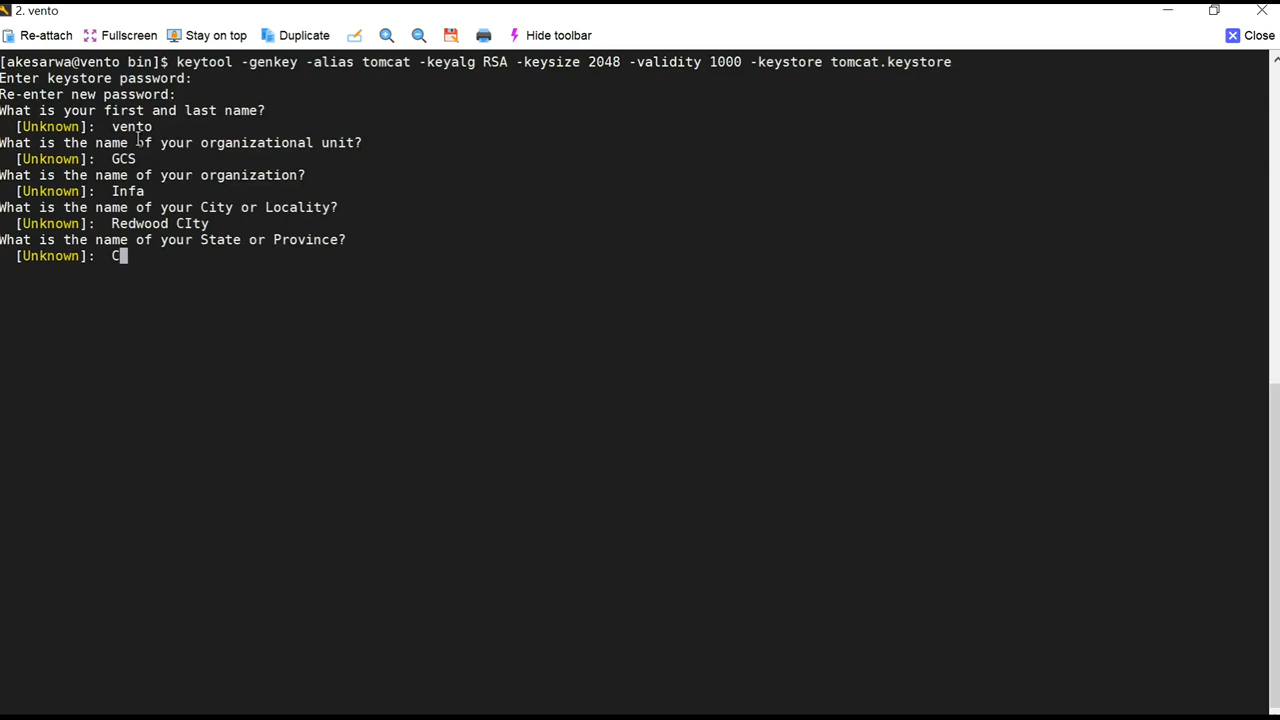 2. vento
Re-attach Fullscreen Stay on top Duplicate Hide toolbar Close
[akesarwa@vento bin]$ keytool -genkey -alias tomcat -keyalg RSA -keysize 2048 -validity 1000 -keystore tomcat.keystore
Enter keystore password:
Re-enter new password:
What is your first and last name?
[Unknown]: vento
What is the name of your organizational unit?
[Unknown]: GCS
What is the name of your organization?
[Unknown]: Infa
What is the name of your City or Locality?
[Unknown]: Redwood CIty
What is the name of your State or Province?
[Unknown]: C